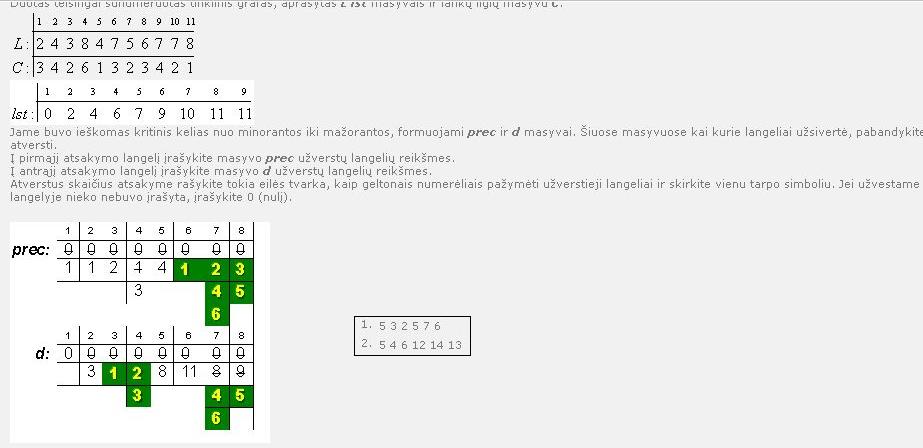 Duotas teisingai sunumeruotas tinklinis grafas, aprašytas L lst masyvais ir lankų ilgių masyvu C.
1 2 3 4 5 6 7 8 9 10 11
L: 2 4 3 8 4 7 5 6 7 7 8
C: 3 4 2 6 1 3 2 3 4 2 1
1 2 3 4 5 6 7 8 9
lst: 0 2 4 6 7 9 10 11 11
Jame buvo ieškomas kritinis kelias nuo minorantos iki mažorantos, formuojami prec ir d masyvai. Šiuose masyvuose kai kurie langeliai užsivertė, pabandykite
atversti.
Į pirmąjį atsakymo langelį įrašykite masyvo prec užverstų langelių reikšmes.
Į antrąjį atsakymo langelį įrašykite masyvo d užverstų langelių reikšmes.
Atverstus skaičius atsakyme rašykite tokia eilės tvarka, kaip geltonais numerėliais pažymėti užverstieji langeliai ir skirkite vienu tarpo simboliu. Jei užvestame
langelyje nieko nebuvo įrašyta, įrašykite 0 (nulį).
1 2 3 4 5 6 7 8
prec: 0 0 0 0 0 0 0 0
1 1 2 4 4 1 2 3
3 4 5
6
1 2 3 4 5 6 7 8
d: 0 0 0 0 0 0 0 0
3 1 2 8 11 8 9
3 4 5
6
1. 5 3 2 5 7 6
2. 5 4 6 12 14 13